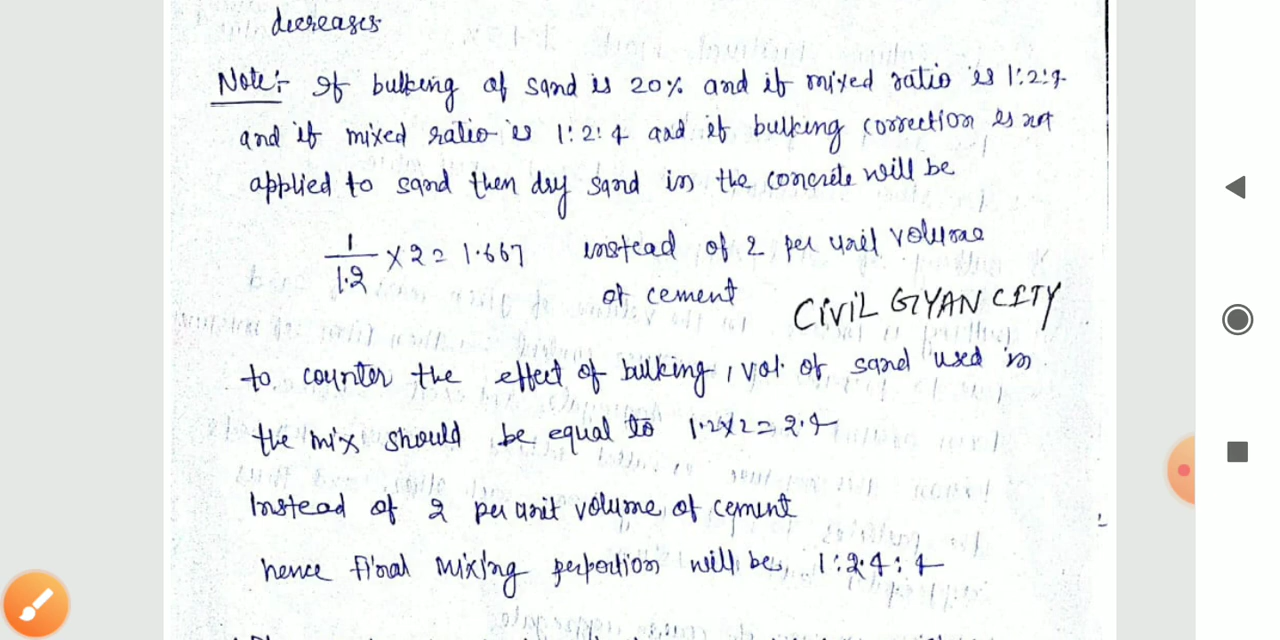 decreases
Note:- If bulking of sand is 20% and if mixed ratio is 1:2:4
and if mixed ratio is 1:2:4 and if bulking correction is not
applied to sand then dry sand in the concrete will be
1/1.2 × 2 = 1.667 instead of 2 per unit volume
of cement
CIVIL GYAN CITY
to counter the effect of bulking, vol. of sand used in
the mix should be equal to 1.2×2=2.4
Instead of 2 per unit volume of cement
hence final mixing perportion will be, 1:2.4:4